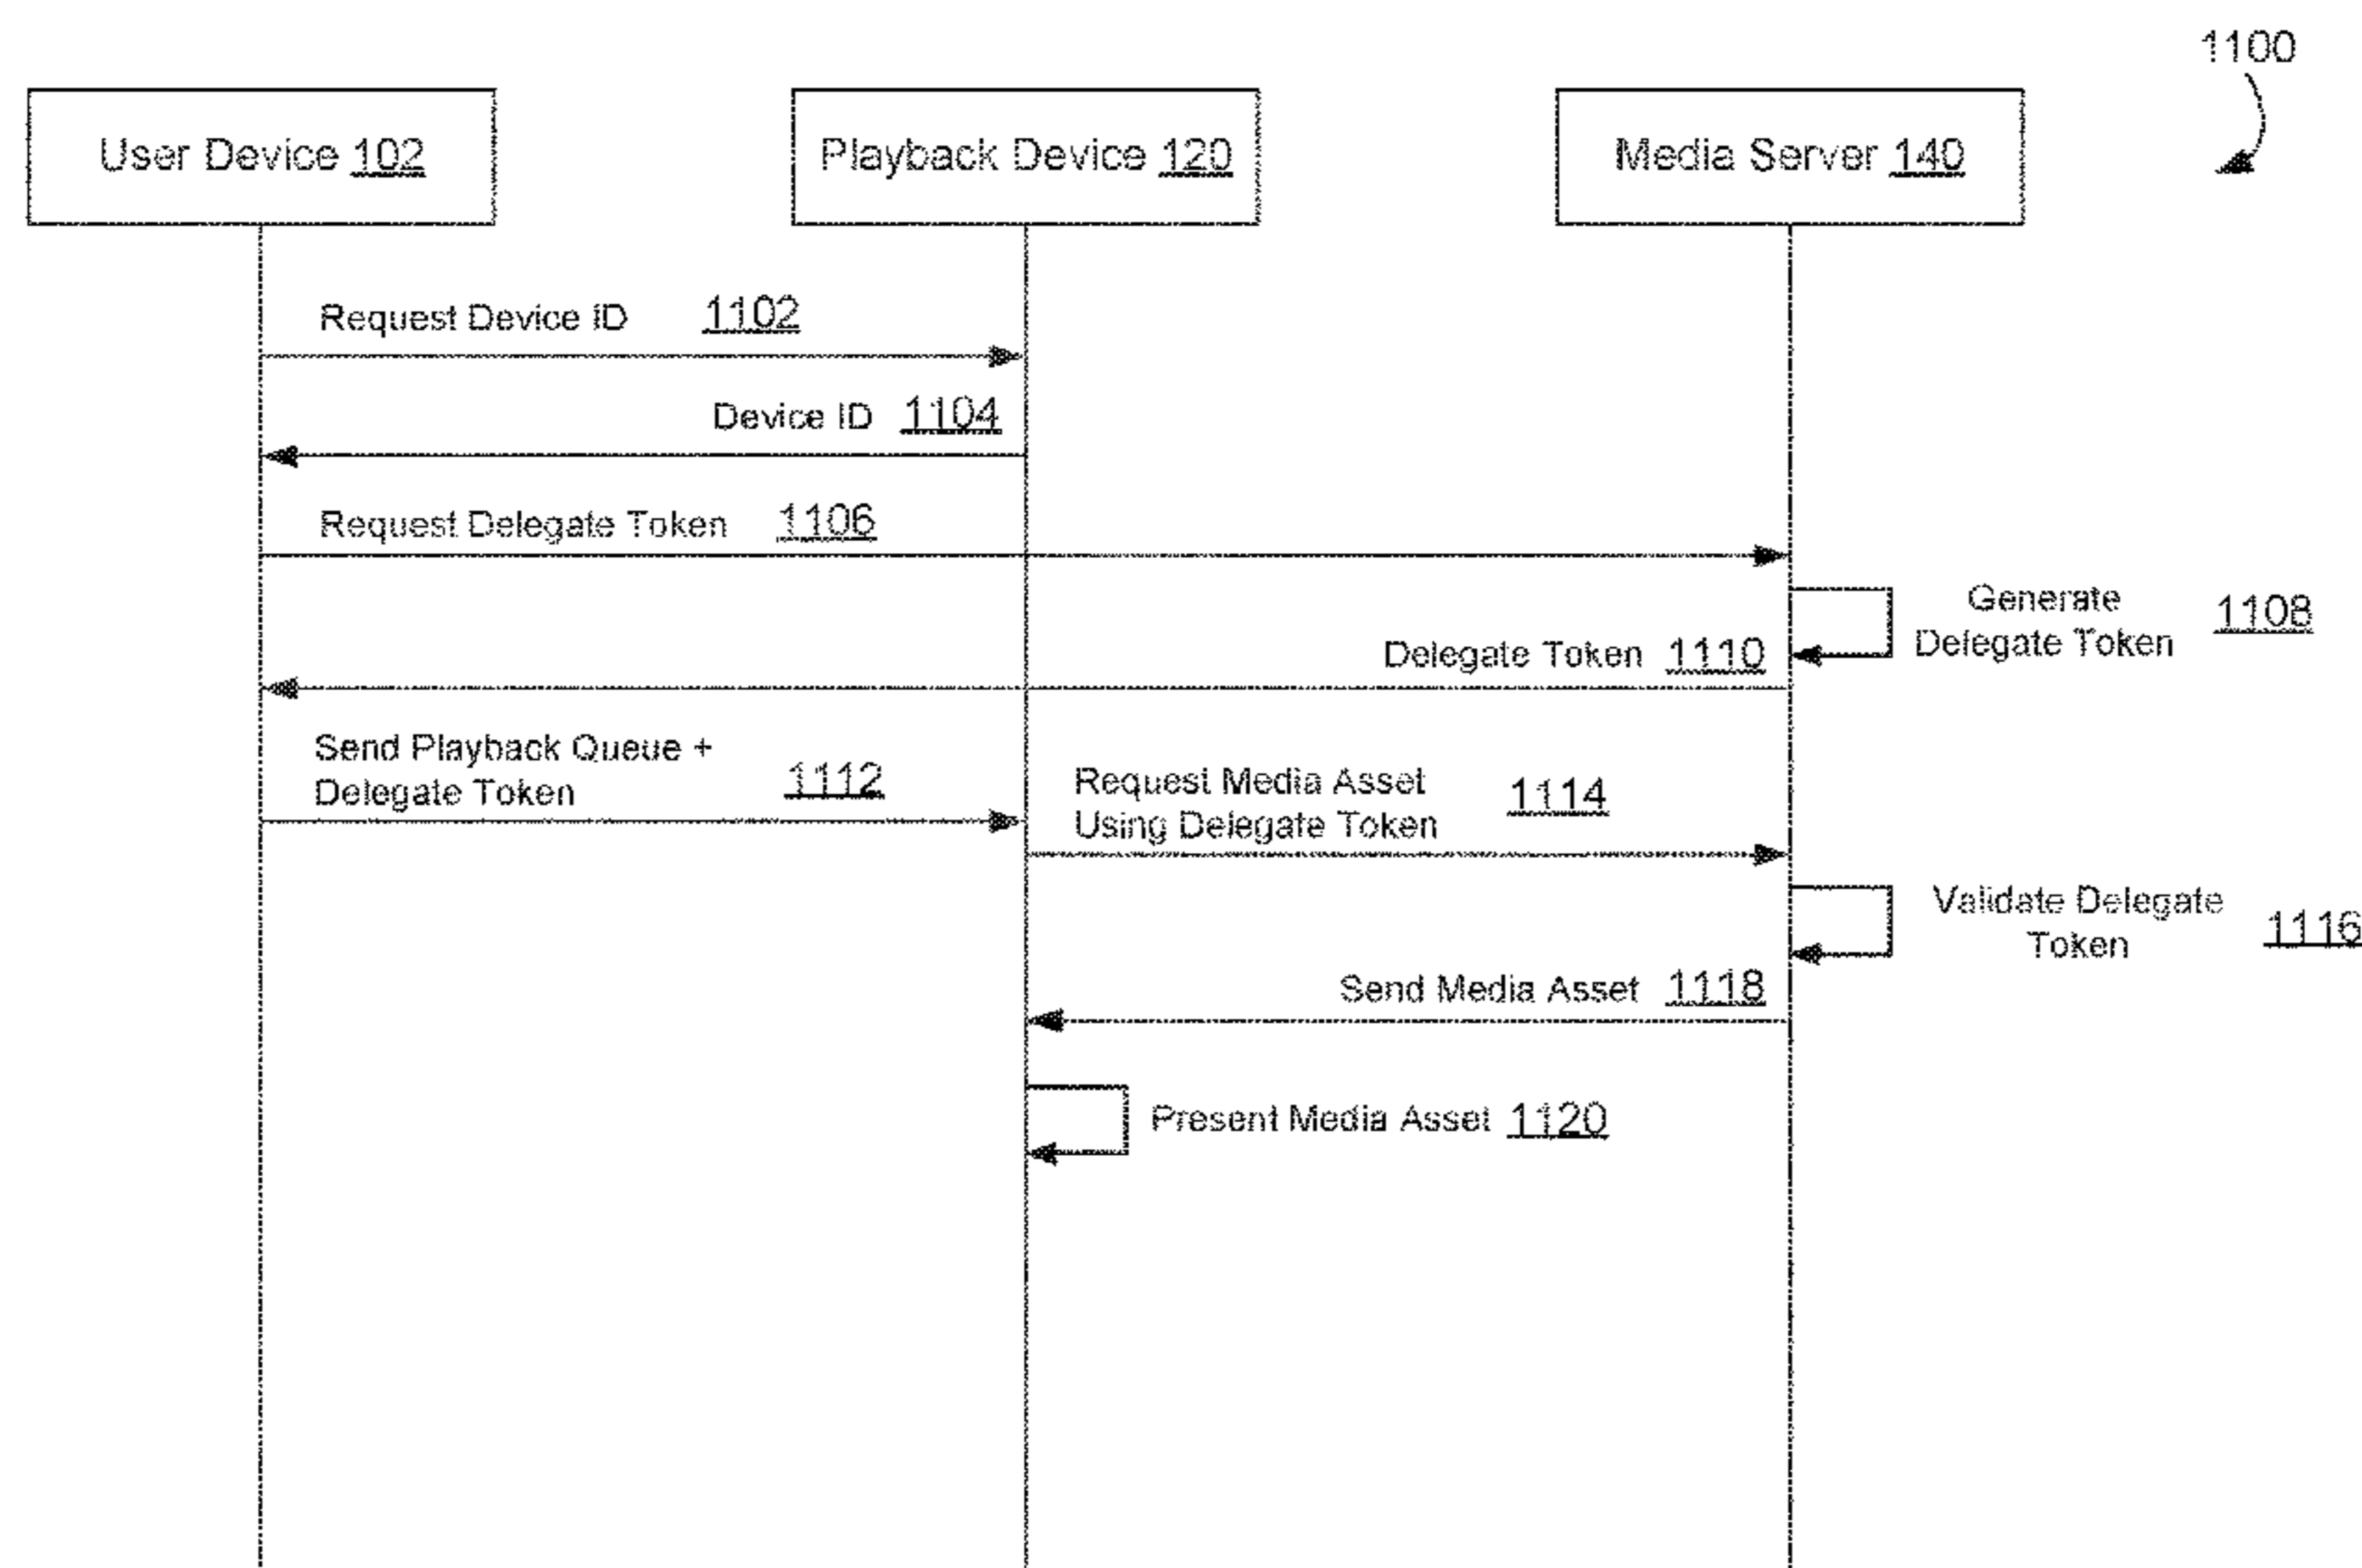 1100
User Device 102
Playback Device 120
Media Server 140
Request Device ID 1102
Device ID 1104
Request Delegate Token 1106
Generate
Delegate Token 1108
Delegate Token 1110
Send Playback Queue +
Delegate Token 1112
Request Media Asset
Using Delegate Token 1114
Validate Delegate
Token 1116
Send Media Asset 1118
Present Media Asset 1120